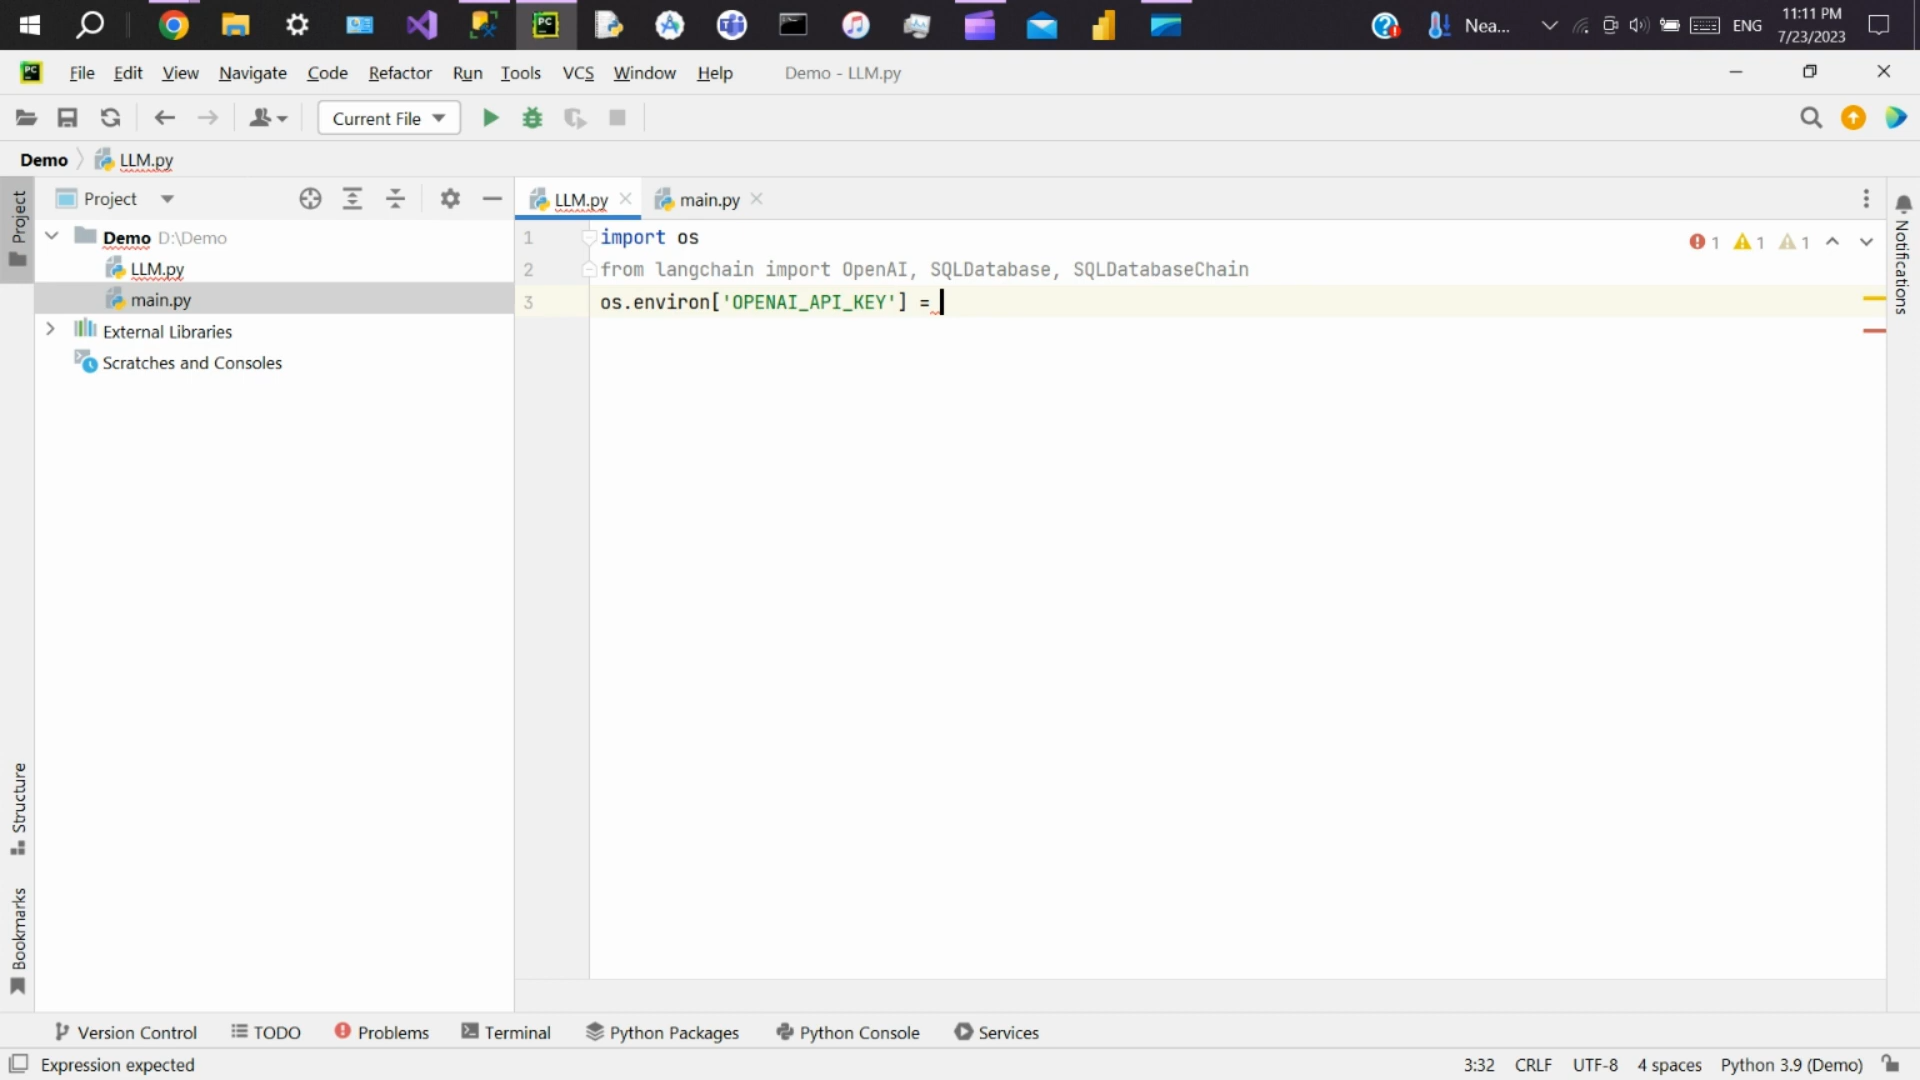 Nea...
ENG
11:11 PM
7/23/2023
PC
File Edit View Navigate Code Refactor Run Tools VCS Window Help Demo - LLM.py
Current File
Demo LLM.py
Project
LLM.py
main.py
Demo D:\Demo
LLM.py
main.py
External Libraries
Scratches and Consoles
1 import os
2 from langchain import OpenAI, SQLDatabase, SQLDatabaseChain
3 os.environ['OPENAI_API_KEY'] =
1 1 1
Project
Structure
Bookmarks
Notifications
Version Control TODO Problems Terminal Python Packages Python Console Services
Expression expected
3:32 CRLF UTF-8 4 spaces Python 3.9 (Demo)